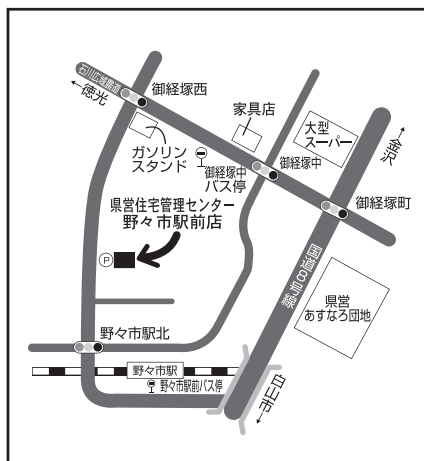 石川広域農道
←徳光
御経塚西
家具店
大型
スーパー
金沢→
ガソリン
スタンド
御経塚中
バス停
御経塚中
御経塚町
県営住宅管理センター
野々市駅前店
P
国道8号線
県営
あすなろ団地
野々市駅北
野々市駅
野々市駅前バス停
←白山市